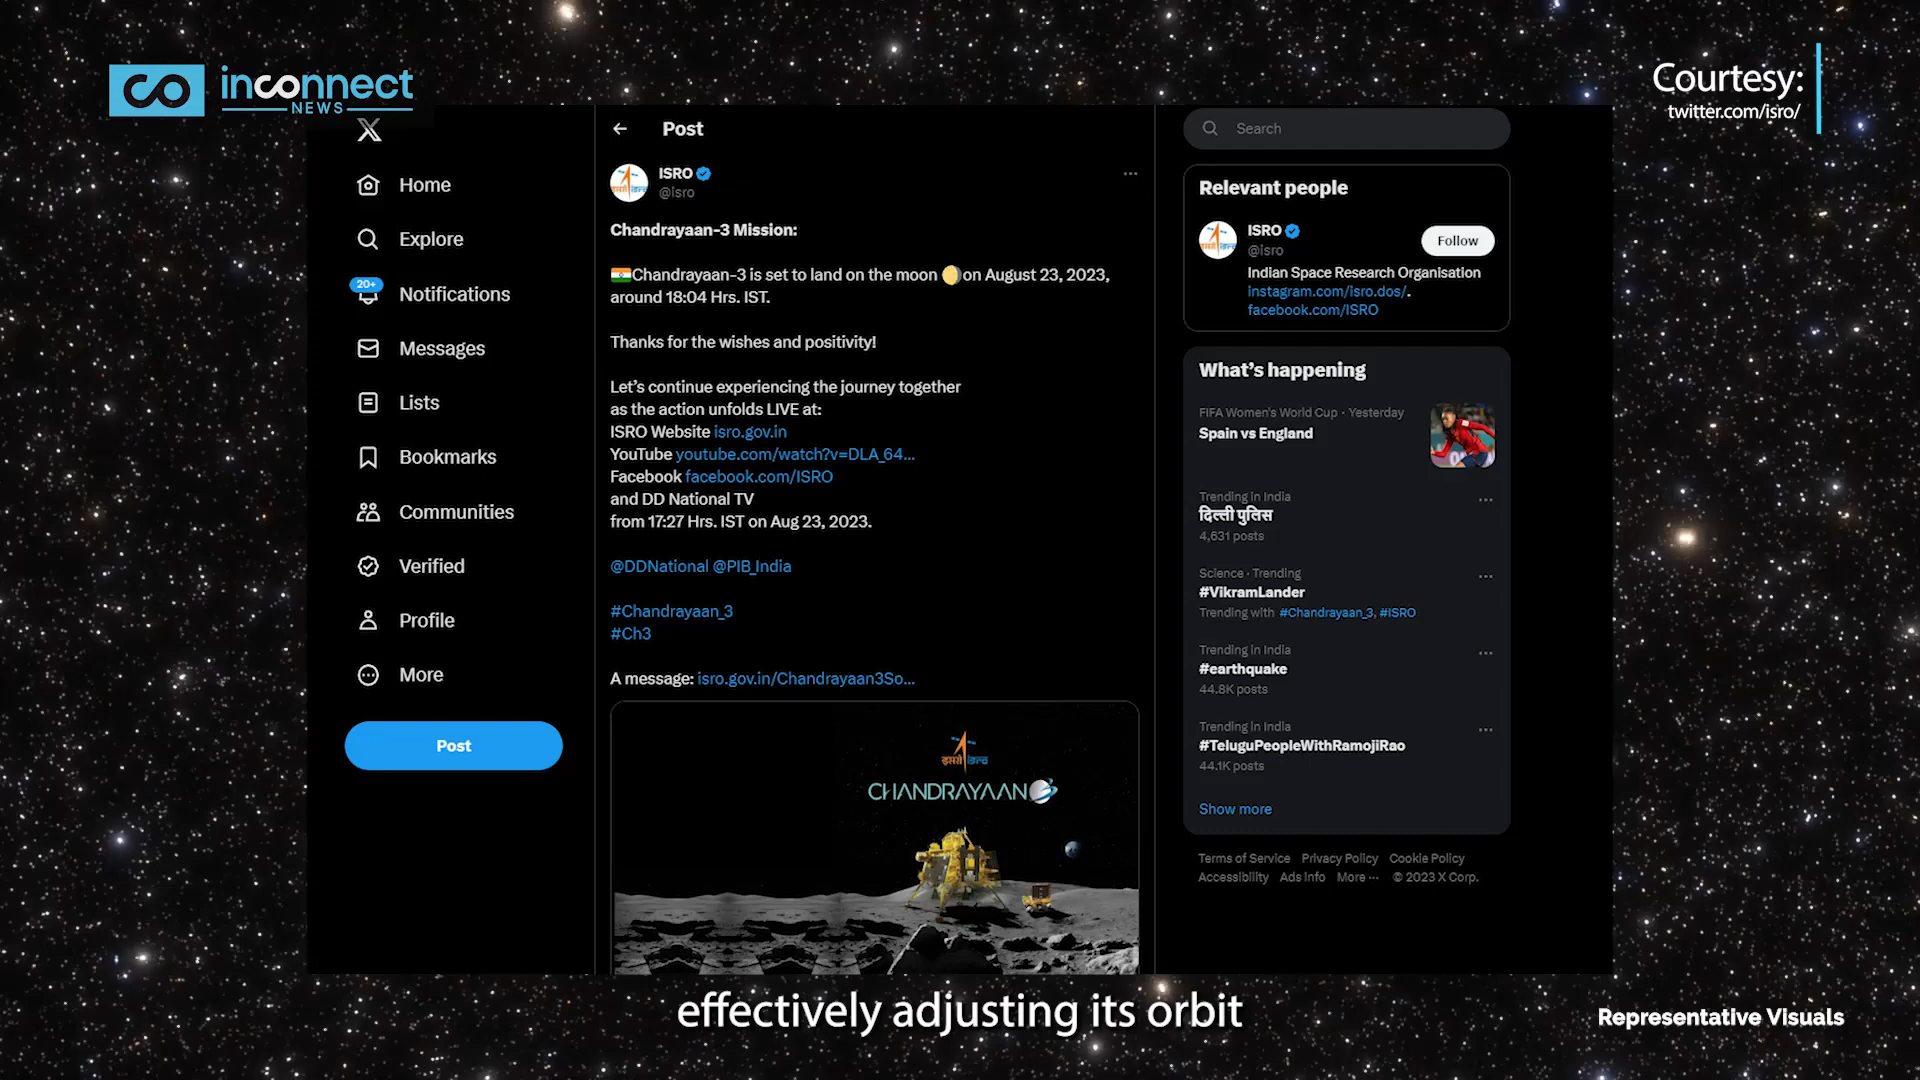 inconnect
NEWS
Courtesy:
twitter.com/isro/
Home
Explore
20+
Notifications
Messages
Lists
Bookmarks
Communities
Verified
Profile
More
Post
Post
ISRO
@isro
Chandrayaan-3 Mission:
🇮🇳Chandrayaan-3 is set to land on the moon 🌖on August 23, 2023,
around 18:04 Hrs. IST.
Thanks for the wishes and positivity!
Let’s continue experiencing the journey together
as the action unfolds LIVE at:
ISRO Website isro.gov.in
YouTube youtube.com/watch?v=DLA_64…
Facebook facebook.com/ISRO
and DD National TV
from 17:27 Hrs. IST on Aug 23, 2023.
@DDNational @PIB_India
#Chandrayaan_3
#Ch3
A message: isro.gov.in/Chandrayaan3So…
इसरो isro
CHANDRAYAAN
Search
Relevant people
ISRO
@isro
Follow
Indian Space Research Organisation
instagram.com/isro.dos/.
facebook.com/ISRO
What’s happening
FIFA Women's World Cup · Yesterday
Spain vs England
Trending in India
दिल्ली पुलिस
4,631 posts
Science · Trending
#VikramLander
Trending with #Chandrayaan_3, #ISRO
Trending in India
#earthquake
44.8K posts
Trending in India
#TeluguPeopleWithRamojiRao
44.1K posts
Show more
Terms of Service Privacy Policy Cookie Policy
Accessibility Ads info More ··· © 2023 X Corp.
effectively adjusting its orbit
Representative Visuals